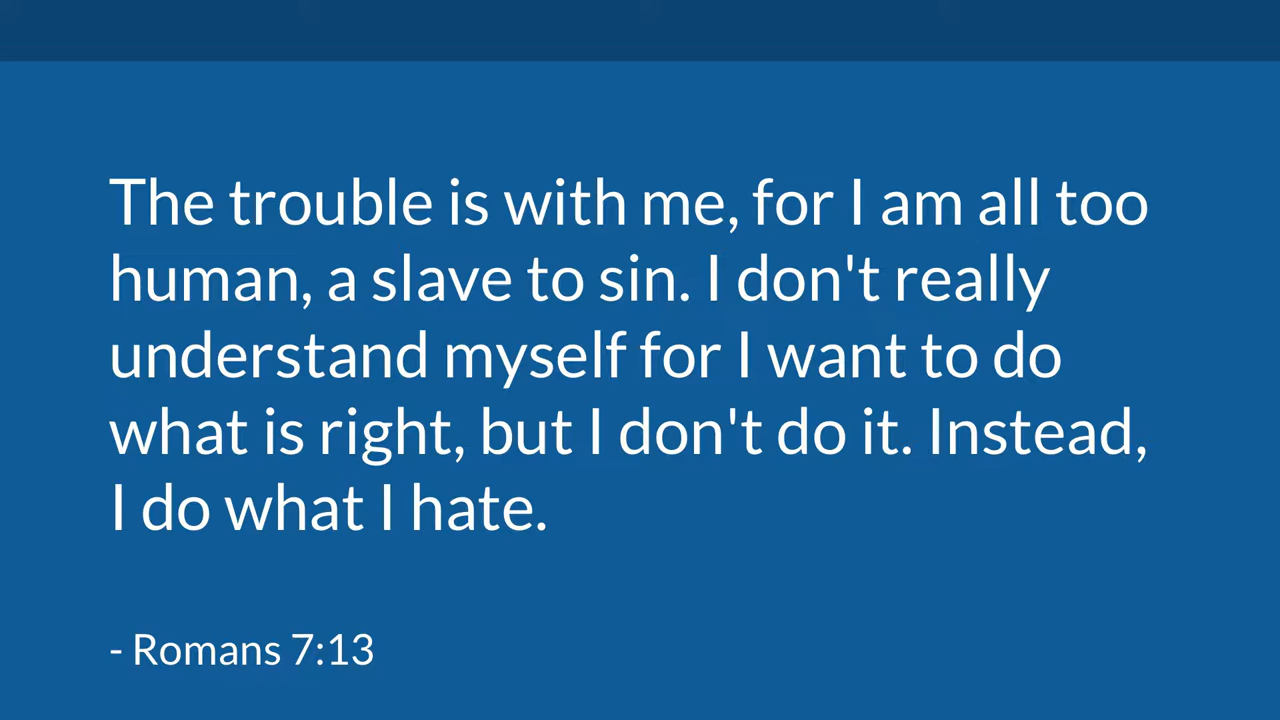 The trouble is with me, for I am all too
human, a slave to sin. I don't really
understand myself for I want to do
what is right, but I don't do it. Instead,
I do what I hate.
- Romans 7:13